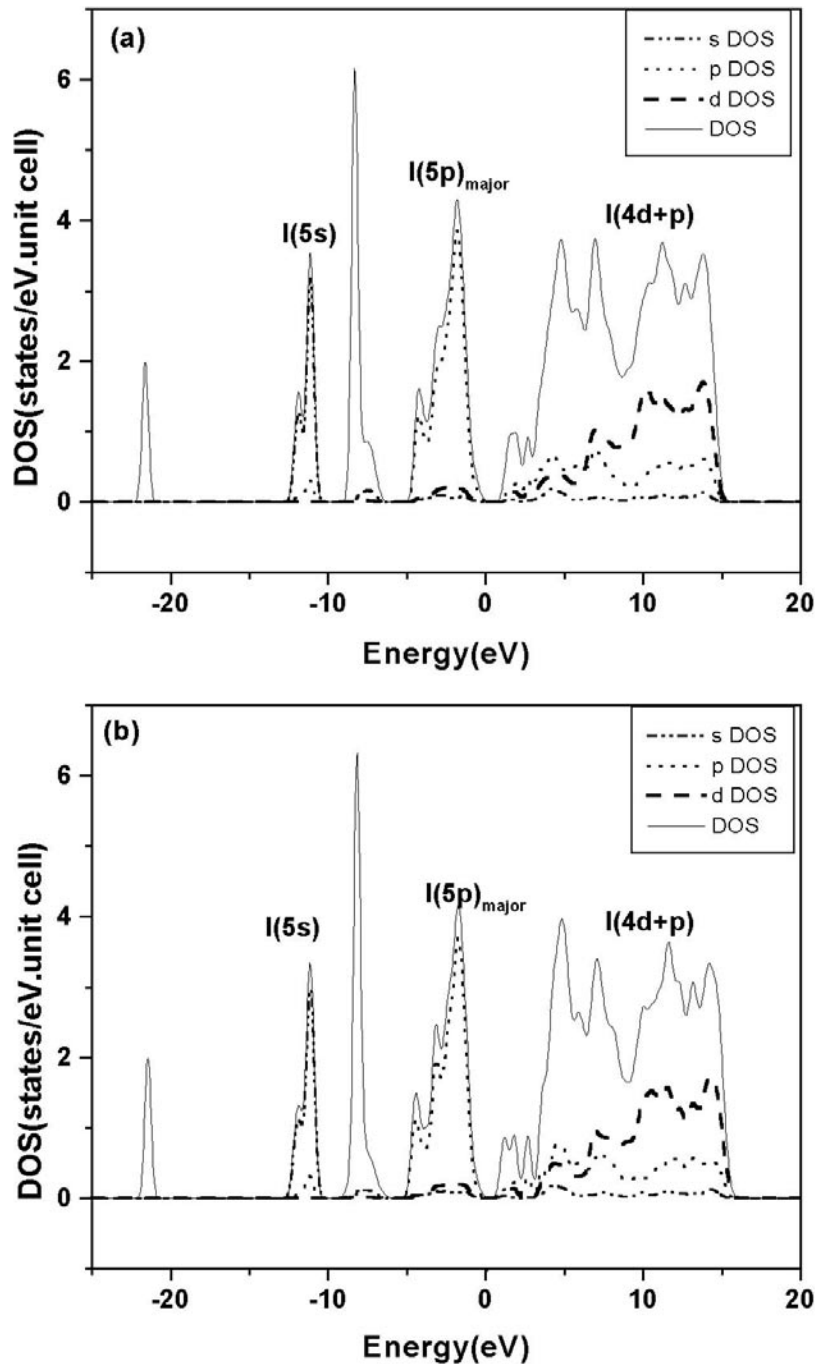 (a)
s DOS
p DOS
d DOS
DOS
I(5s)
I(5p)major
I(4d+p)
DOS(states/eV.unit cell)
6
4
2
0
-20
-10
0
10
20
Energy(eV)
(b)
s DOS
p DOS
d DOS
DOS
I(5s)
I(5p)major
I(4d+p)
DOS(states/eV.unit cell)
6
4
2
0
-20
-10
0
10
20
Energy(eV)